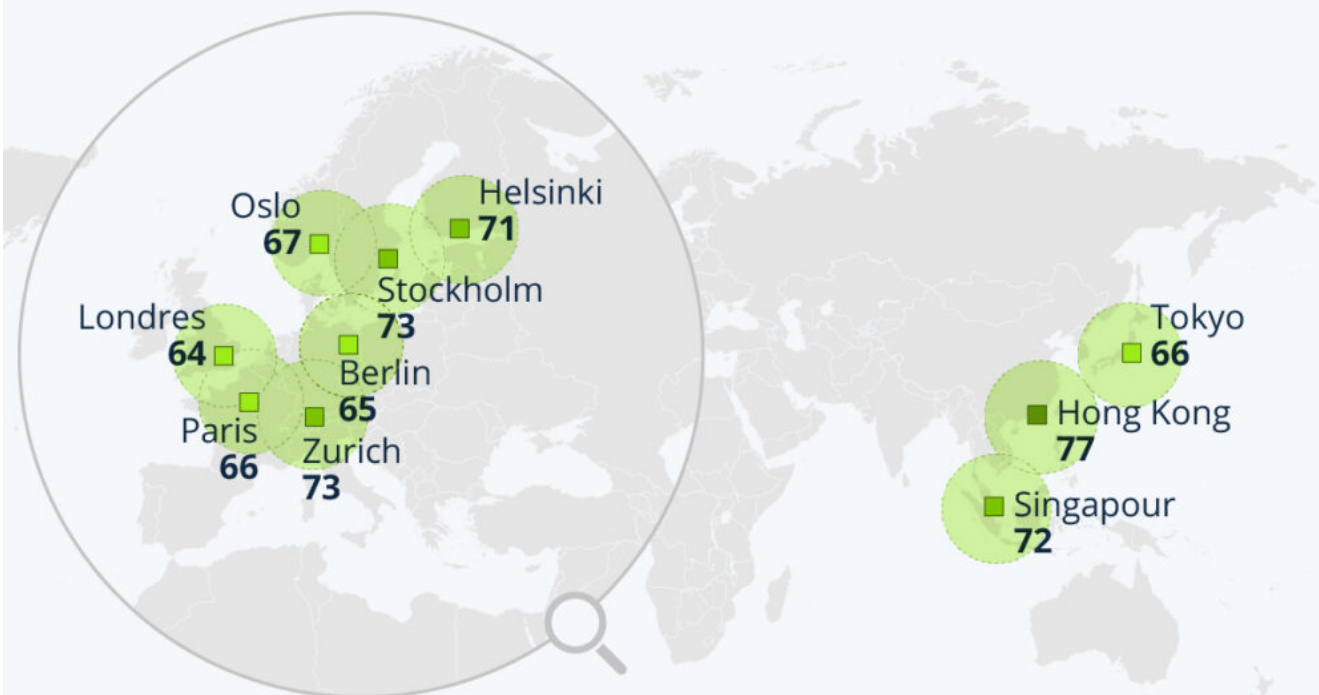 Oslo
67
Helsinki
71
Stockholm
73
Londres
64
Berlin
65
Paris
66
Zurich
73
Tokyo
66
Hong Kong
77
Singapour
72